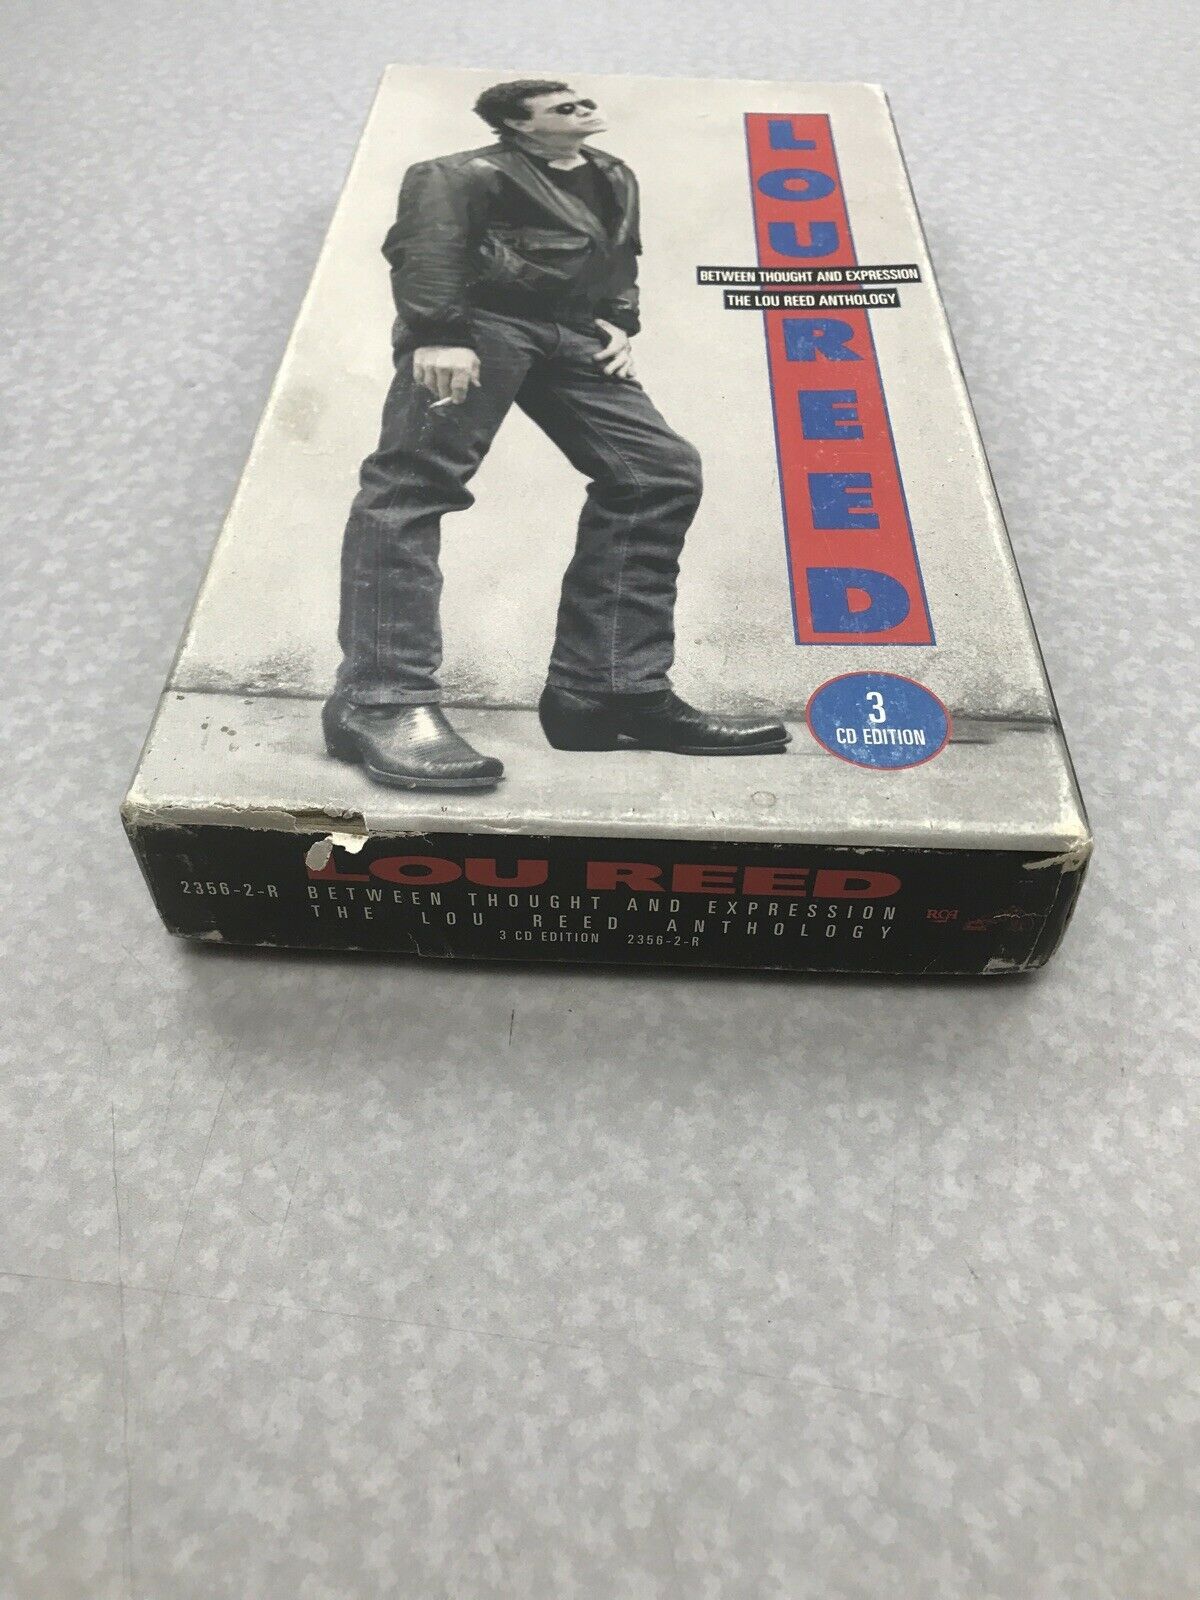 LOU REED
BETWEEN THOUGHT AND EXPRESSION
THE LOU REED ANTHOLOGY
3
CD EDITION
LOU REED
2356-2-R BETWEEN THOUGHT AND EXPRESSION RCA
THE LOU REED ANTHOLOGY
3 CD EDITION 2356-2-R